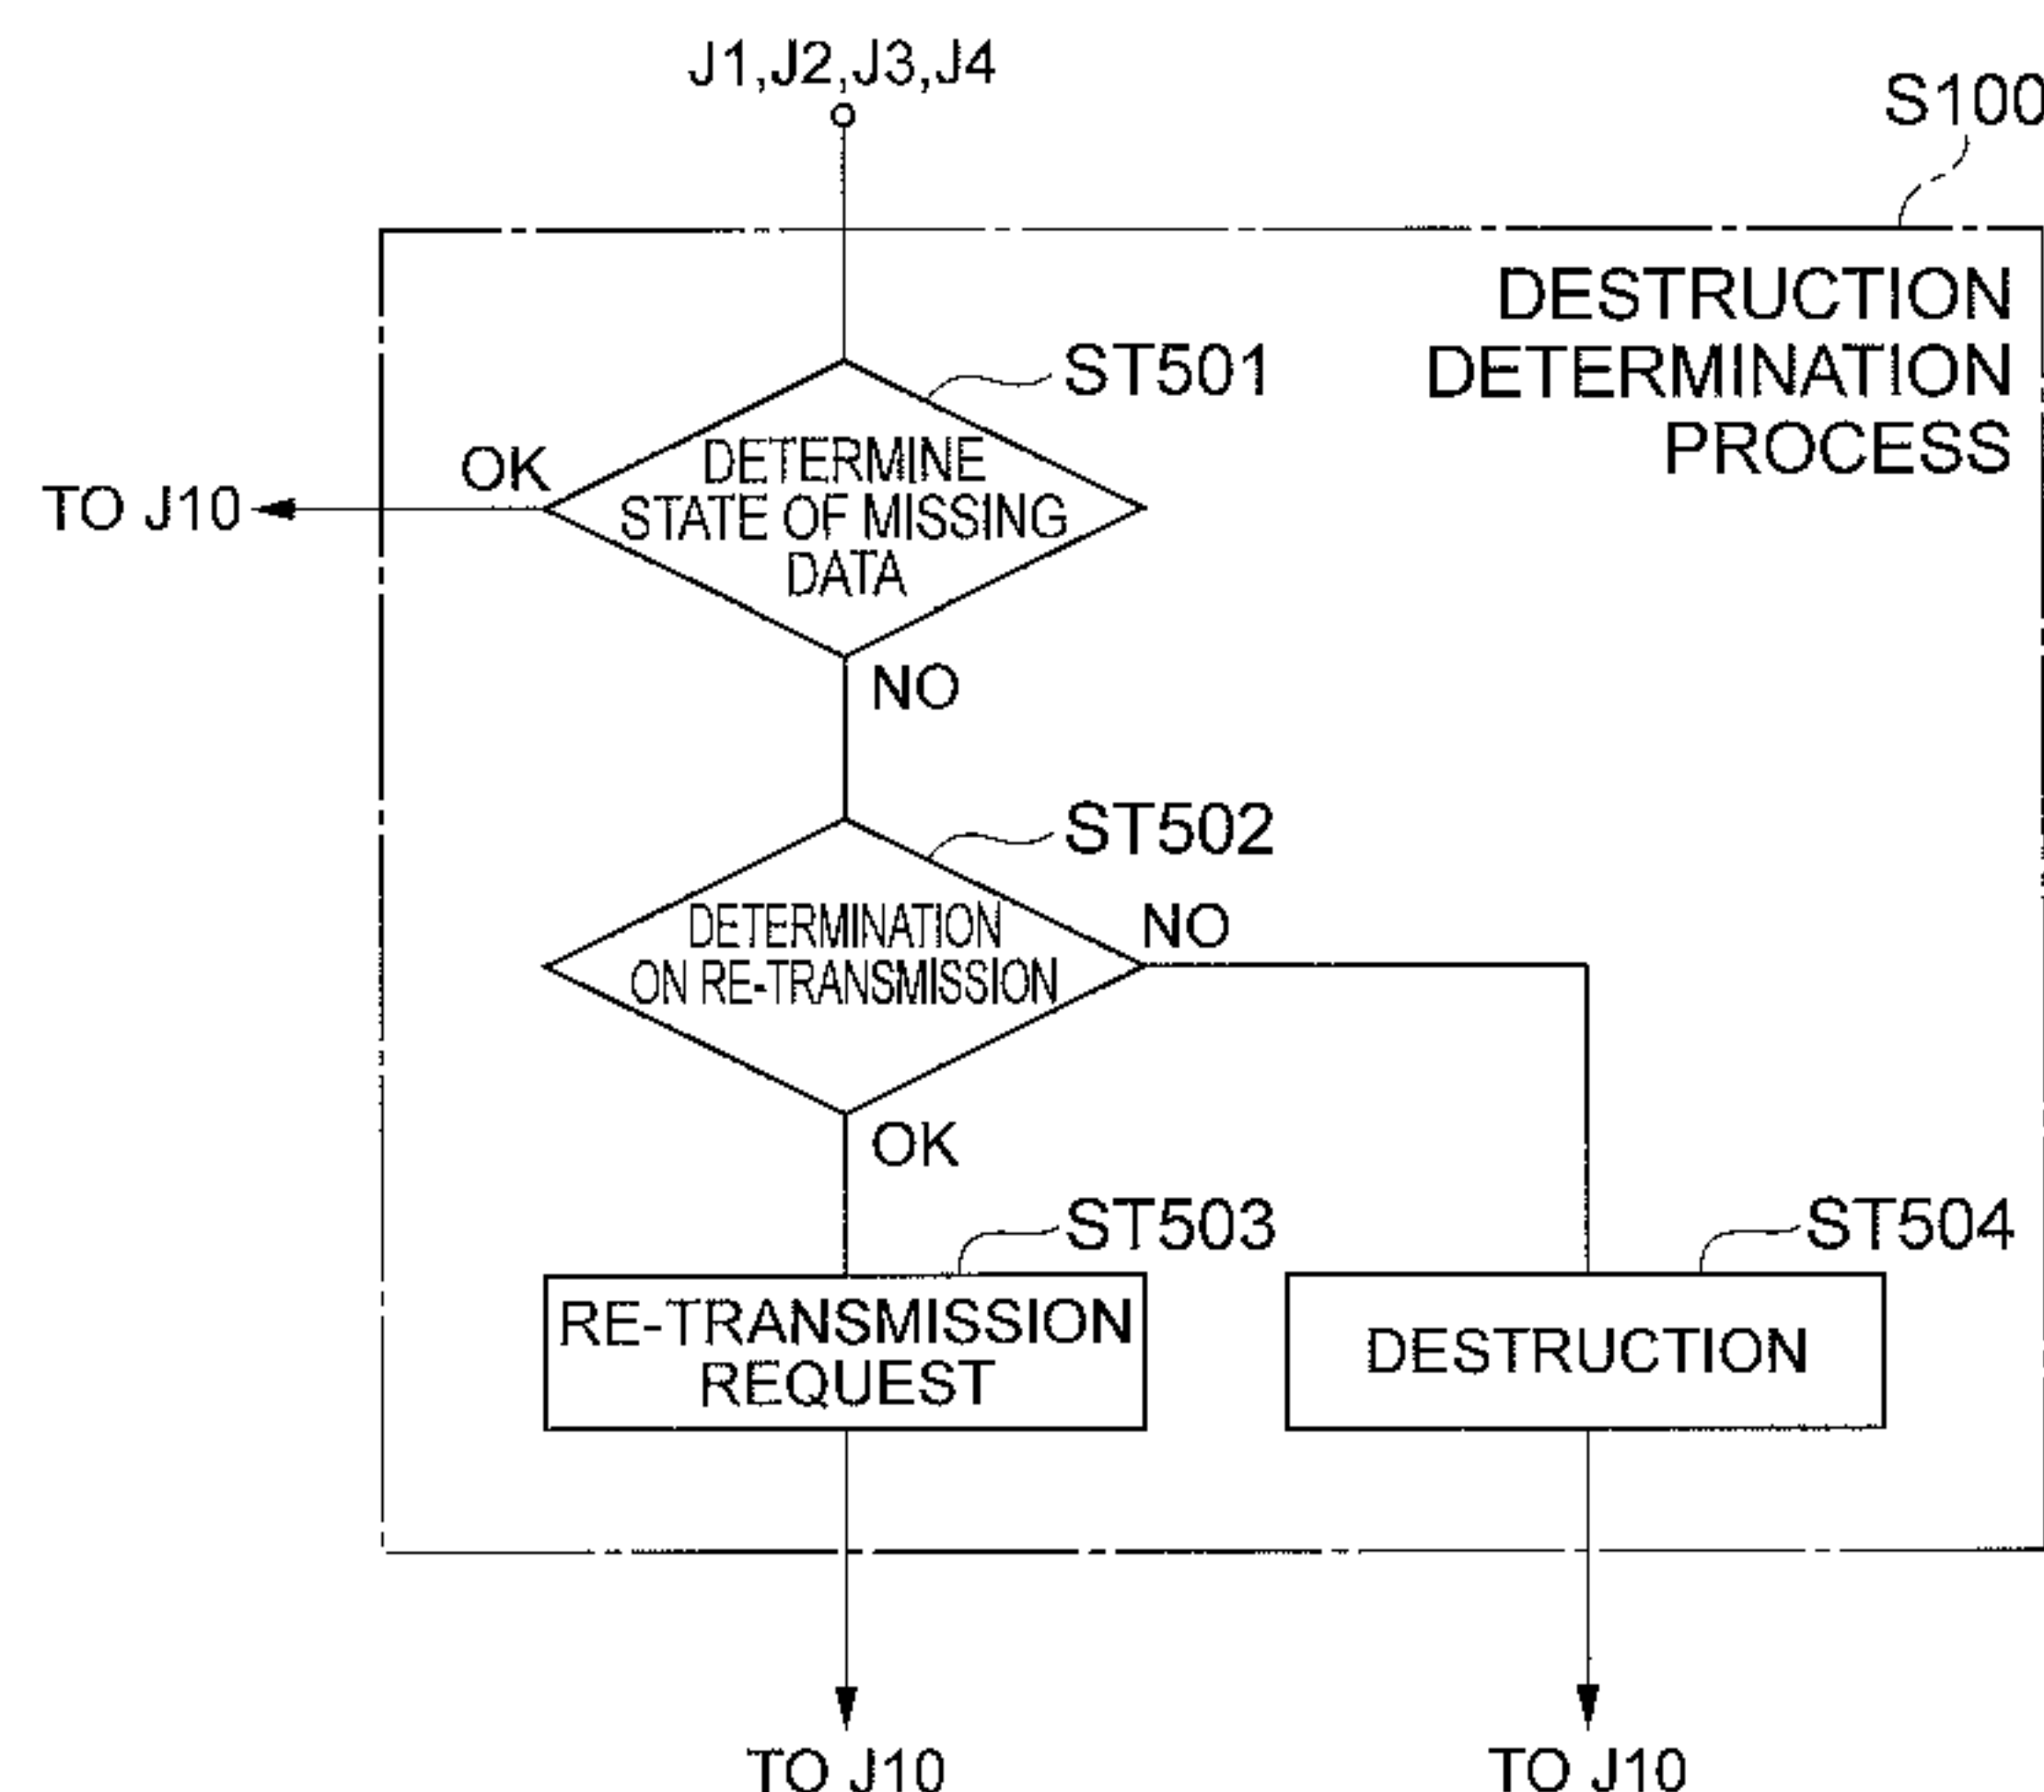 J1,J2,J3,J4
S100
DESTRUCTION
DETERMINATION
PROCESS
ST501
DETERMINE
STATE OF MISSING
DATA
OK
TO J10
NO
ST502
DETERMINATION
ON RE-TRANSMISSION
NO
OK
ST503
RE-TRANSMISSION
REQUEST
ST504
DESTRUCTION
TO J10
TO J10